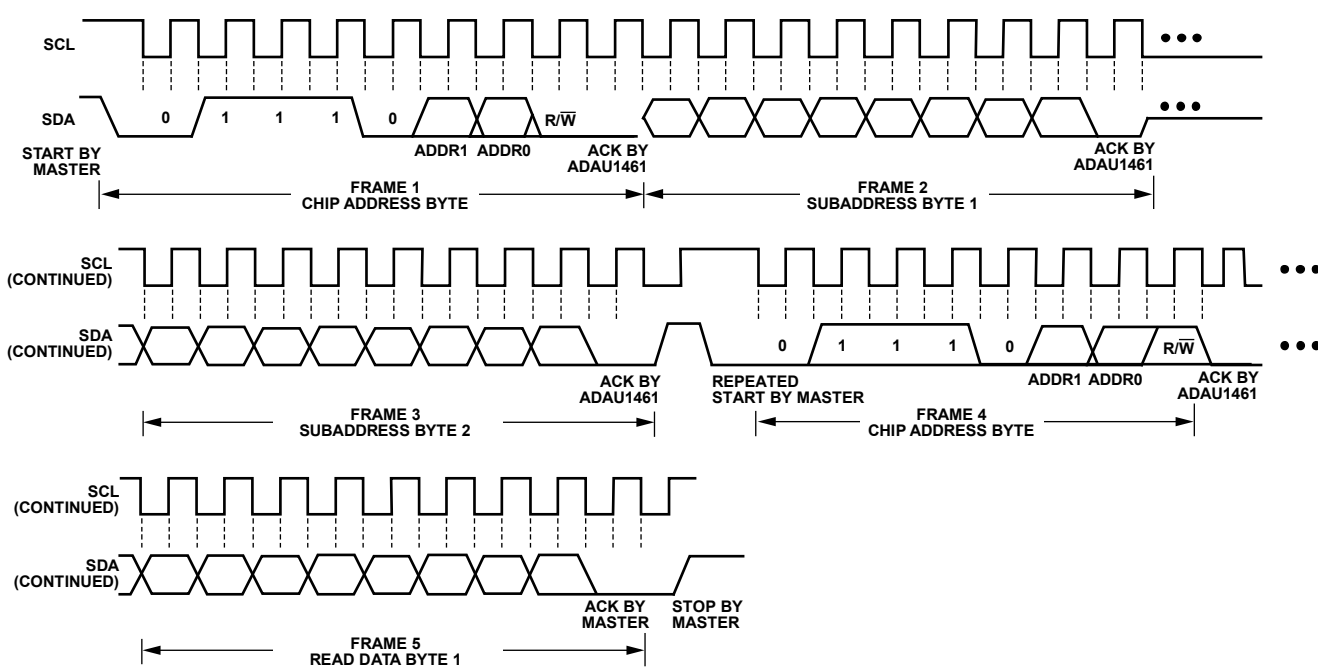 SCL
SDA
0 1 1 1 0 R/W̅
START BY
MASTER
ADDR1 ADDR0
ACK BY
ADAU1461
ACK BY
ADAU1461
FRAME 1
CHIP ADDRESS BYTE
FRAME 2
SUBADDRESS BYTE 1
SCL
(CONTINUED)
SDA
(CONTINUED)
0 1 1 1 0 R/W̅
ADDR1 ADDR0
ACK BY
ADAU1461
REPEATED
START BY MASTER
ACK BY
ADAU1461
FRAME 3
SUBADDRESS BYTE 2
FRAME 4
CHIP ADDRESS BYTE
SCL
(CONTINUED)
SDA
(CONTINUED)
ACK BY
MASTER
STOP BY
MASTER
FRAME 5
READ DATA BYTE 1